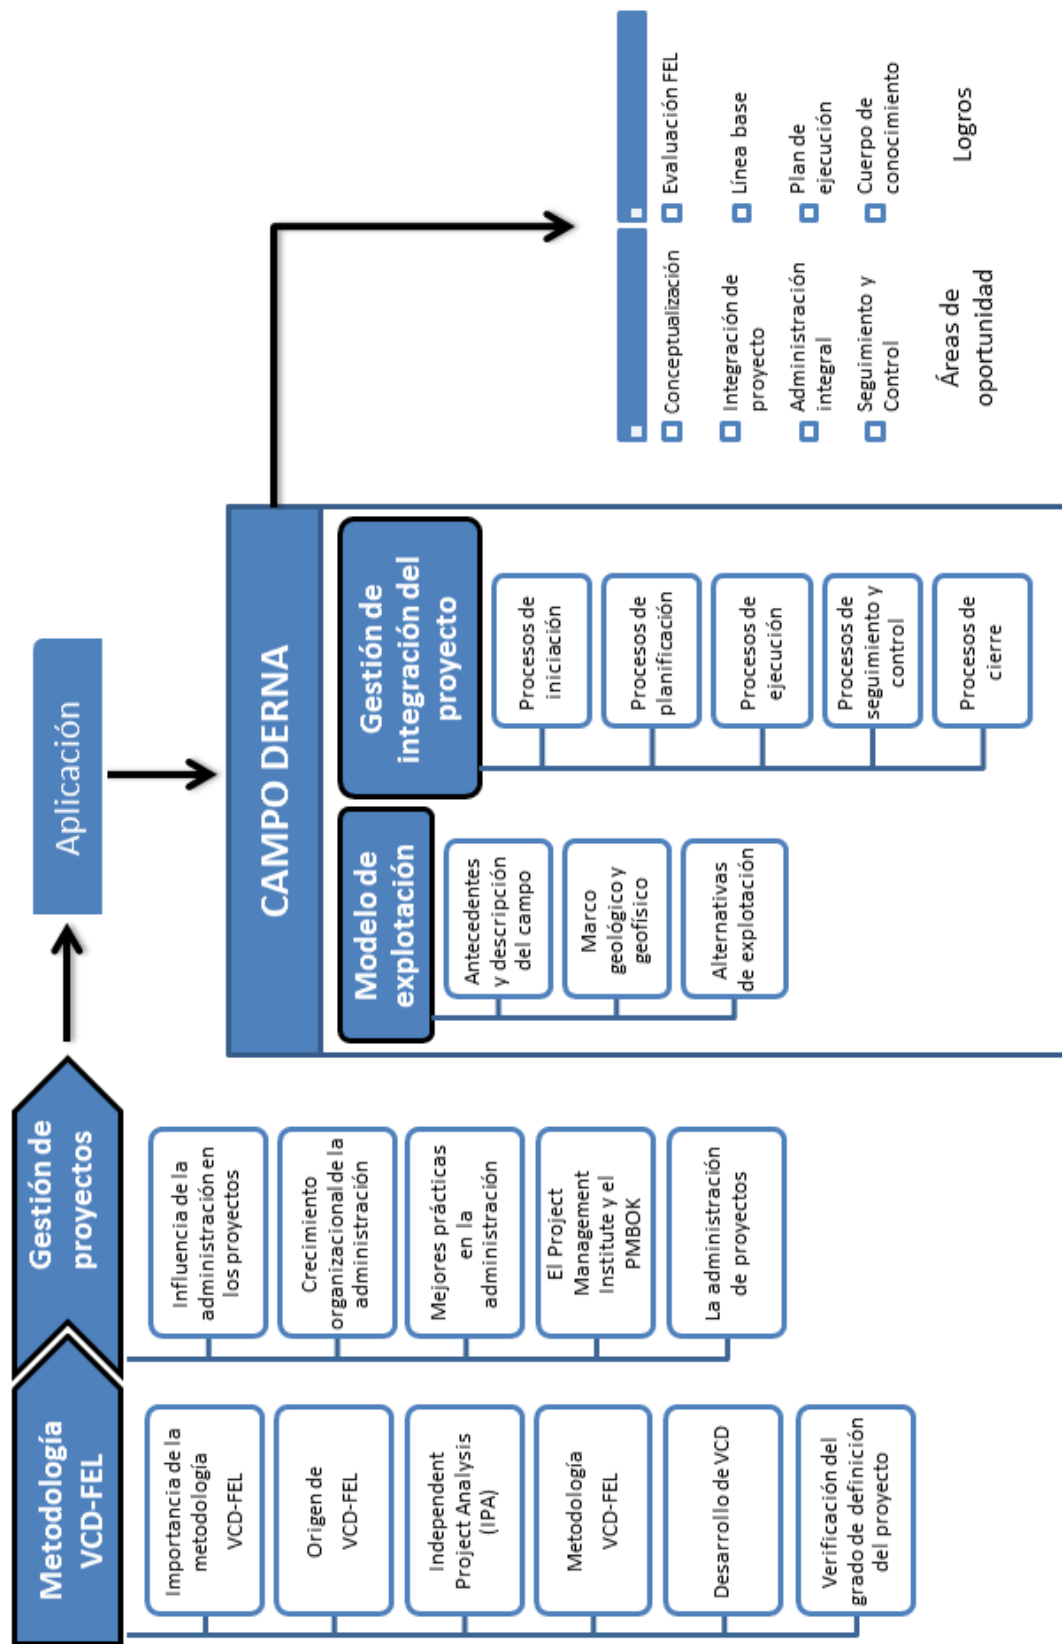 Metodología
VCD-FEL
Importancia de la
metodología
VCD-FEL
Origen de
VCD-FEL
Independent
Project Analysis
(IPA)
Metodología
VCD-FEL
Desarrollo de VCD
Verificación del
grado de definición
del proyecto
Gestión de
proyectos
Influencia de la
administración en
los proyectos
Crecimiento
organizacional de la
administración
Mejores prácticas
en la
administración
El Project
Management
Institute y el
PMBOK
La administración
de proyectos
Aplicación
CAMPO DERNA
Modelo de
explotación
Antecedentes
y descripción
del campo
Marco
geológico y
geofísico
Alternativas
de explotación
Gestión de
integración del
proyecto
Procesos de
iniciación
Procesos de
planificación
Procesos de
ejecución
Procesos de
seguimiento y
control
Procesos de
cierre
Conceptualización
Integración de
proyecto
Administración
integral
Seguimiento y
Control
Áreas de
oportunidad
Evaluación FEL
Línea base
Plan de
ejecución
Cuerpo de
conocimiento
Logros